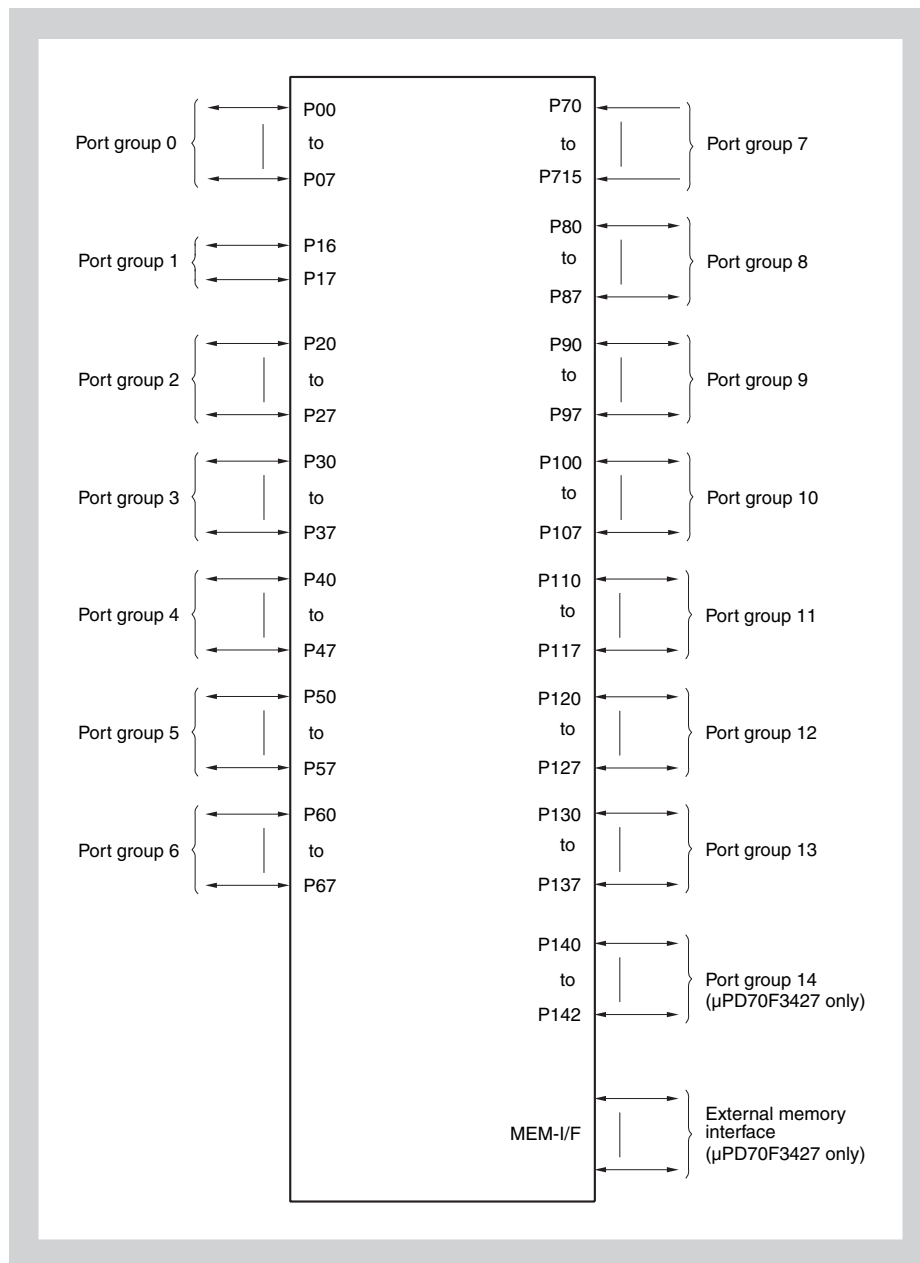 Port group 0
P00
to
P07
Port group 1
P16
P17
Port group 2
P20
to
P27
Port group 3
P30
to
P37
Port group 4
P40
to
P47
Port group 5
P50
to
P57
Port group 6
P60
to
P67
P70
to
P715
Port group 7
P80
to
P87
Port group 8
P90
to
P97
Port group 9
P100
to
P107
Port group 10
P110
to
P117
Port group 11
P120
to
P127
Port group 12
P130
to
P137
Port group 13
P140
to
P142
Port group 14
(µPD70F3427 only)
MEM-I/F
External memory
interface
(µPD70F3427 only)